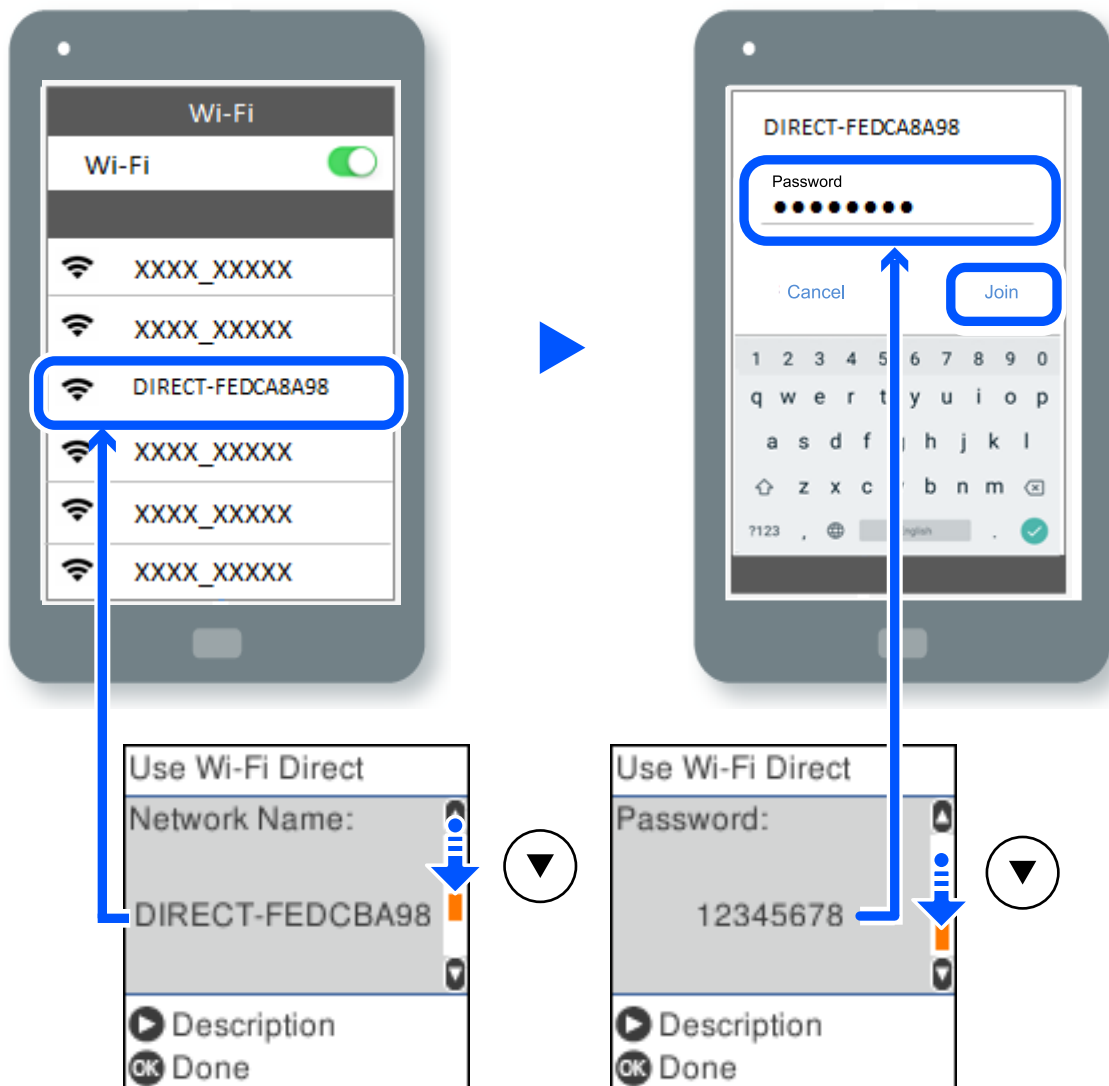 Wi-Fi
Wi-Fi
XXXX_XXXXX
XXXX_XXXXX
DIRECT-FEDCA8A98
XXXX_XXXXX
XXXX_XXXXX
XXXX_XXXXX
DIRECT-FEDCA8A98
Password
●●●●●●●●
Cancel Join
1 2 3 4 5 6 7 8 9 0
q w e r t y u i o p
a s d f h j k l
z x c b n m
?123 , .
Use Wi-Fi Direct
Network Name:
DIRECT-FEDCBA98
Description
OK Done
Use Wi-Fi Direct
Password:
12345678
Description
OK Done